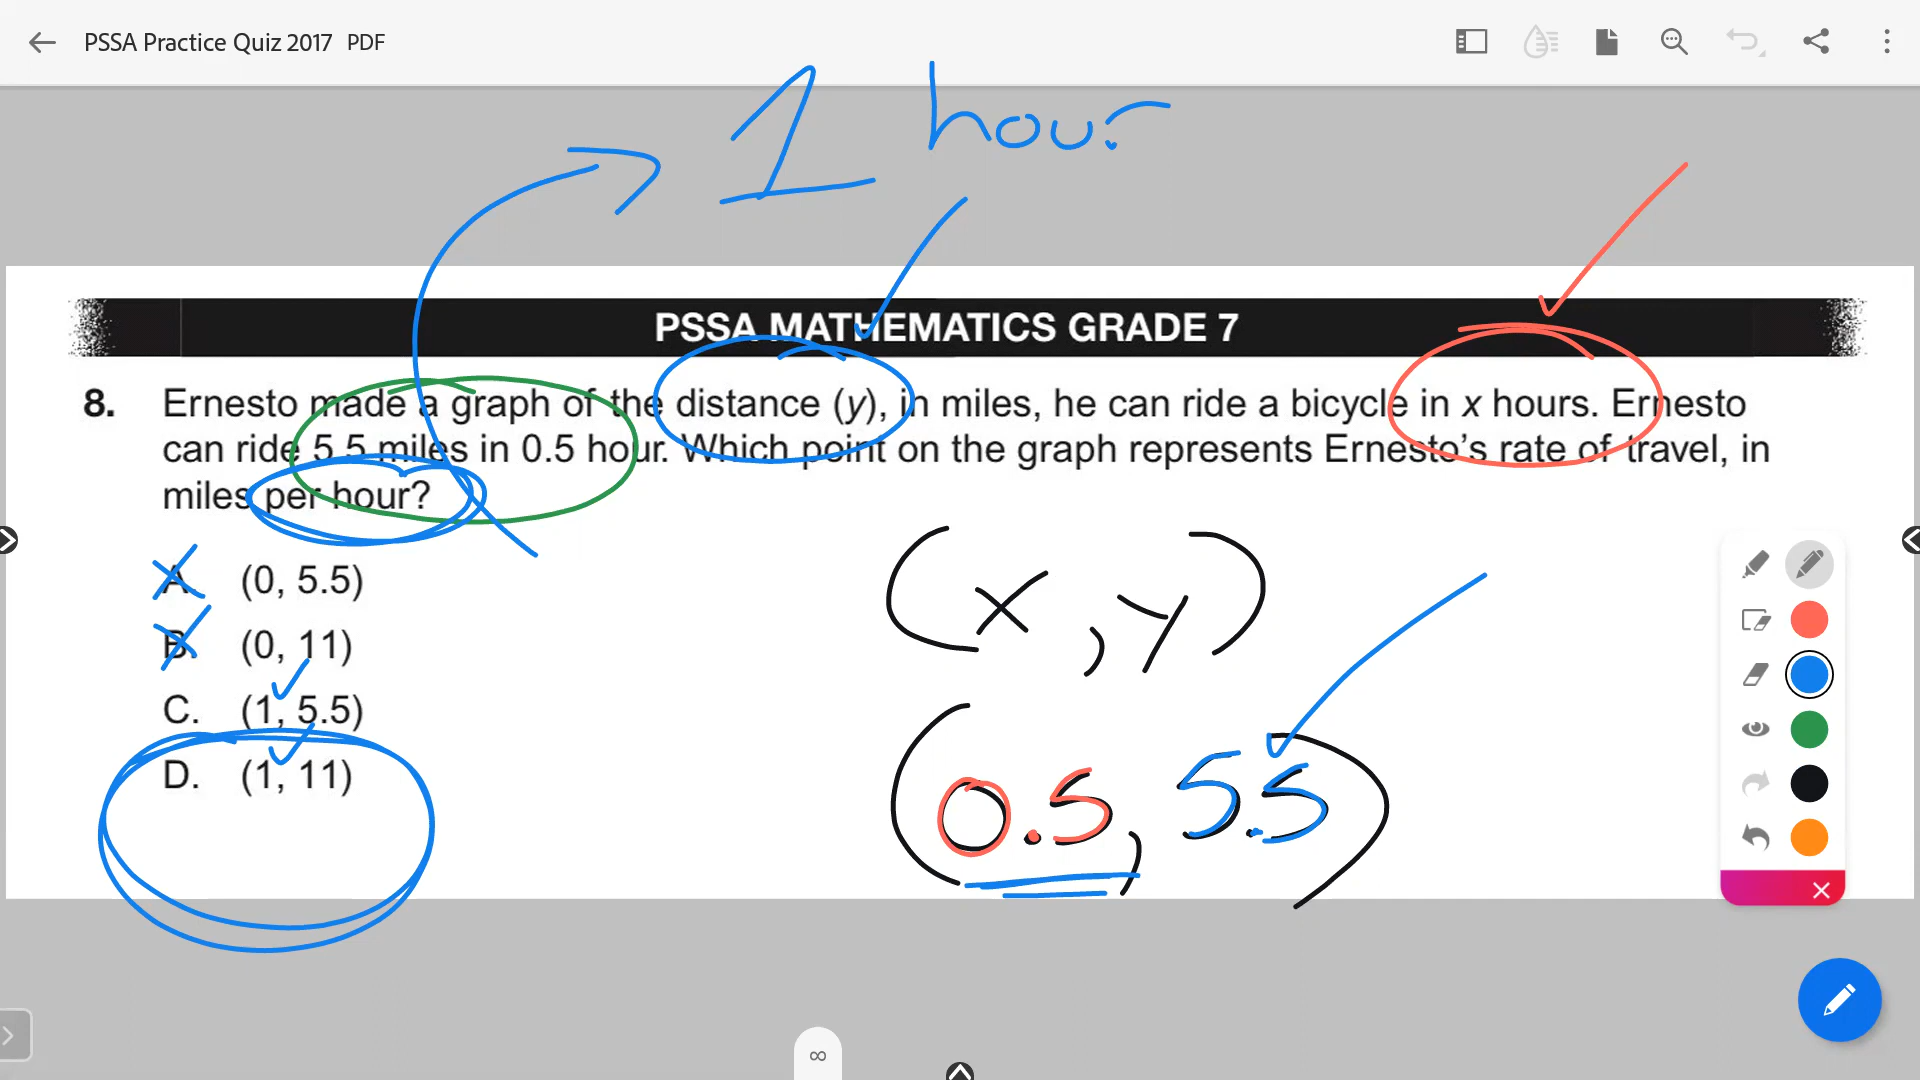 PSSA Practice Quiz 2017 PDF
1 hour
PSSA MATHEMATICS GRADE 7
8. Ernesto made a graph of the distance (y), in miles, he can ride a bicycle in x hours. Ernesto
can ride 5.5 miles in 0.5 hour. Which point on the graph represents Ernesto's rate of travel, in
miles per hour?
A. (0, 5.5)
B. (0, 11)
C. (1, 5.5)
D. (1, 11)
(x, y)
(0.5, 5.5)
∞